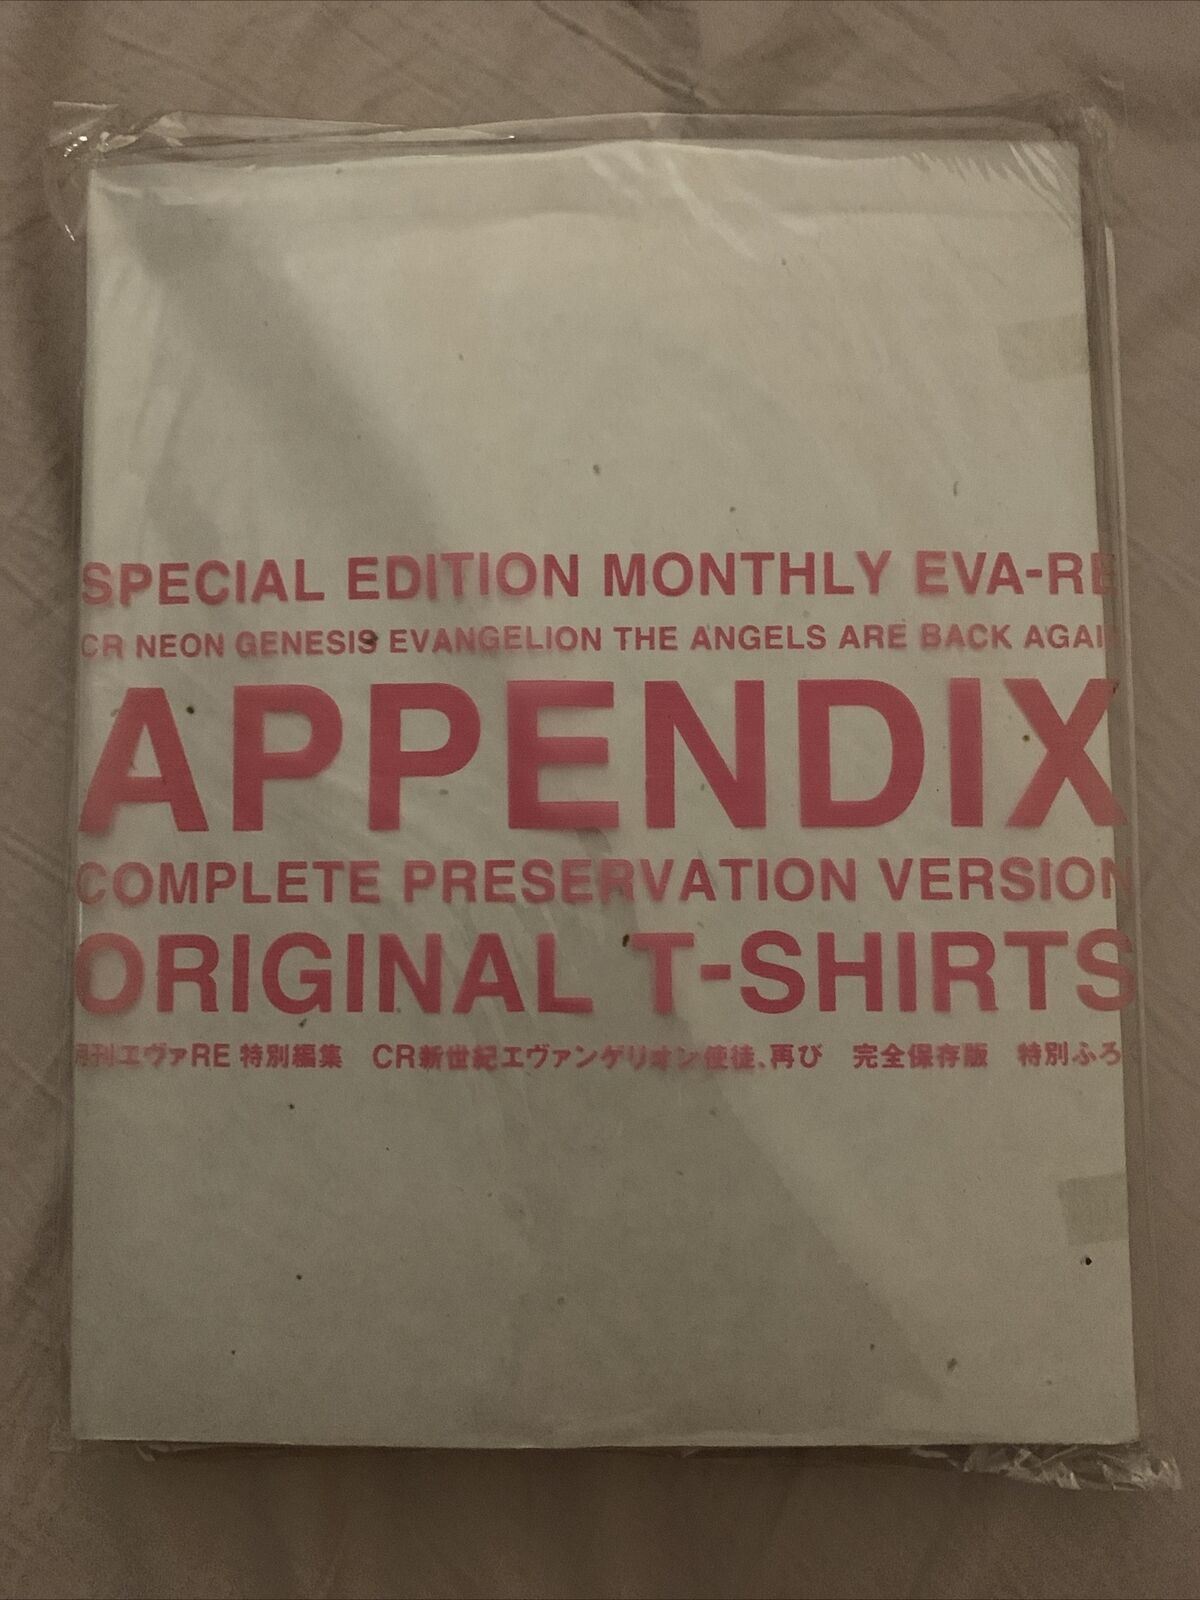 SPECIAL EDITION MONTHLY EVA-RE
CR NEON GENESIS EVANGELION THE ANGELS ARE BACK AGAI
APPENDIX
COMPLETE PRESERVATION VERSION
ORIGINAL T-SHIRTS
月刊エヴァRE 特別編集 CR新世紀エヴァンゲリオン使徒、再び 完全保存版 特別ふろ